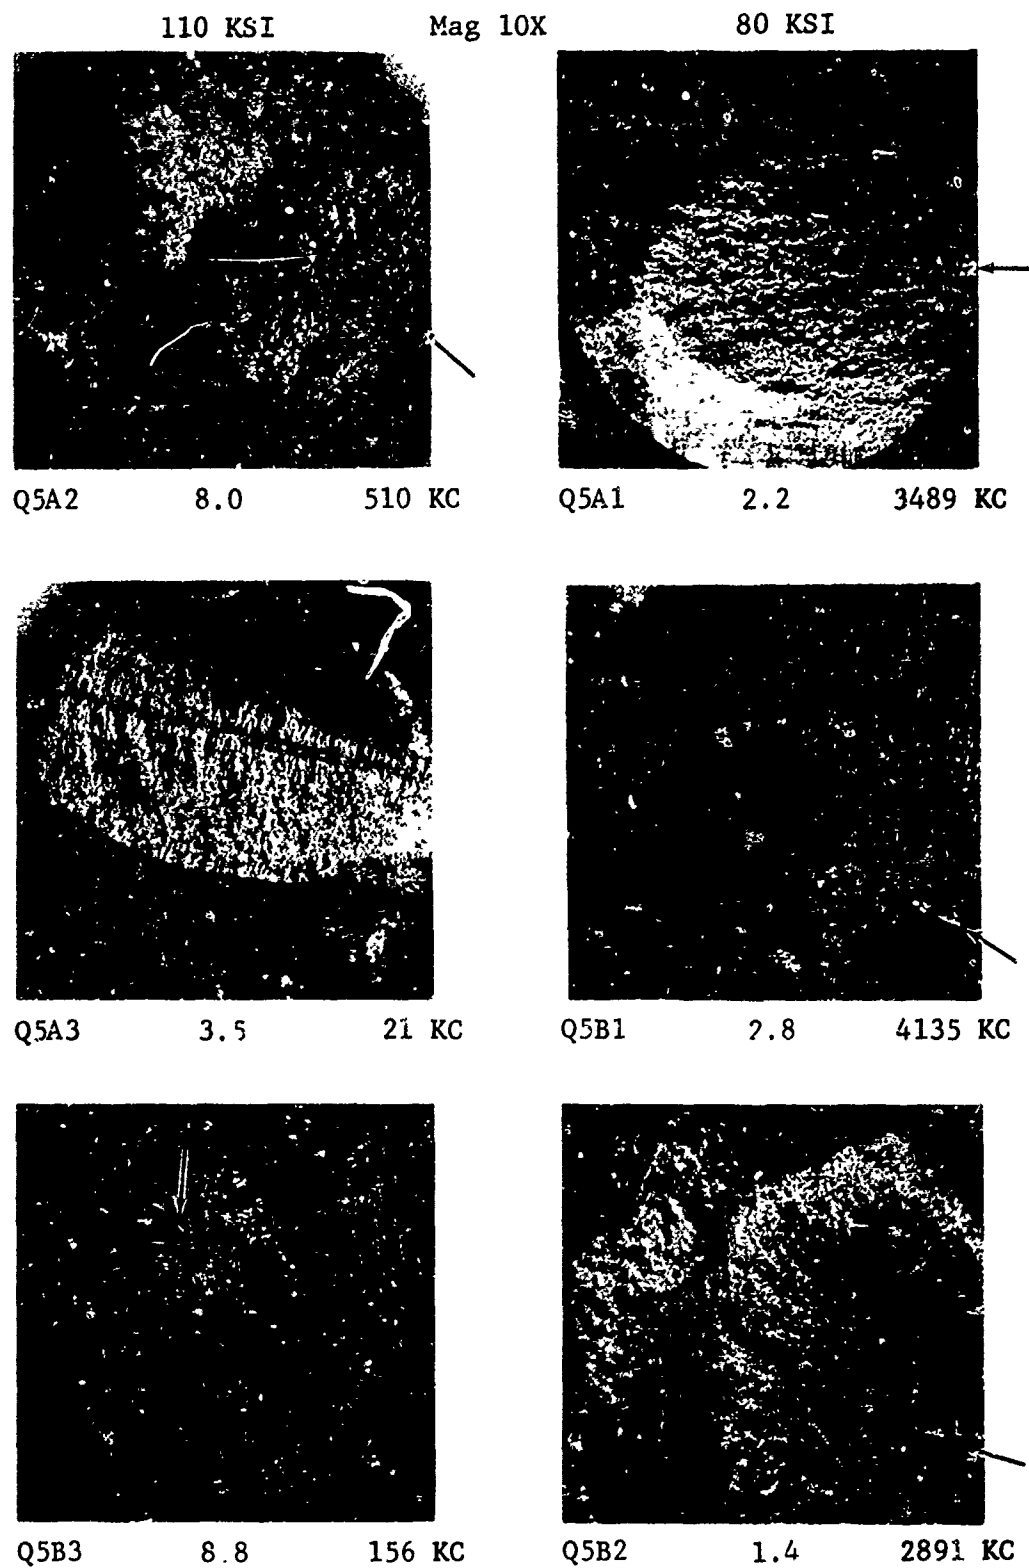 110 KSI Mag 10X 80 KSI
Q5A2 8.0 510 KC Q5A1 2.2 3489 KC
Q5A3 3.5 21 KC Q5B1 2.8 4135 KC
Q5B3 8.8 156 KC Q5B2 1.4 2891 KC